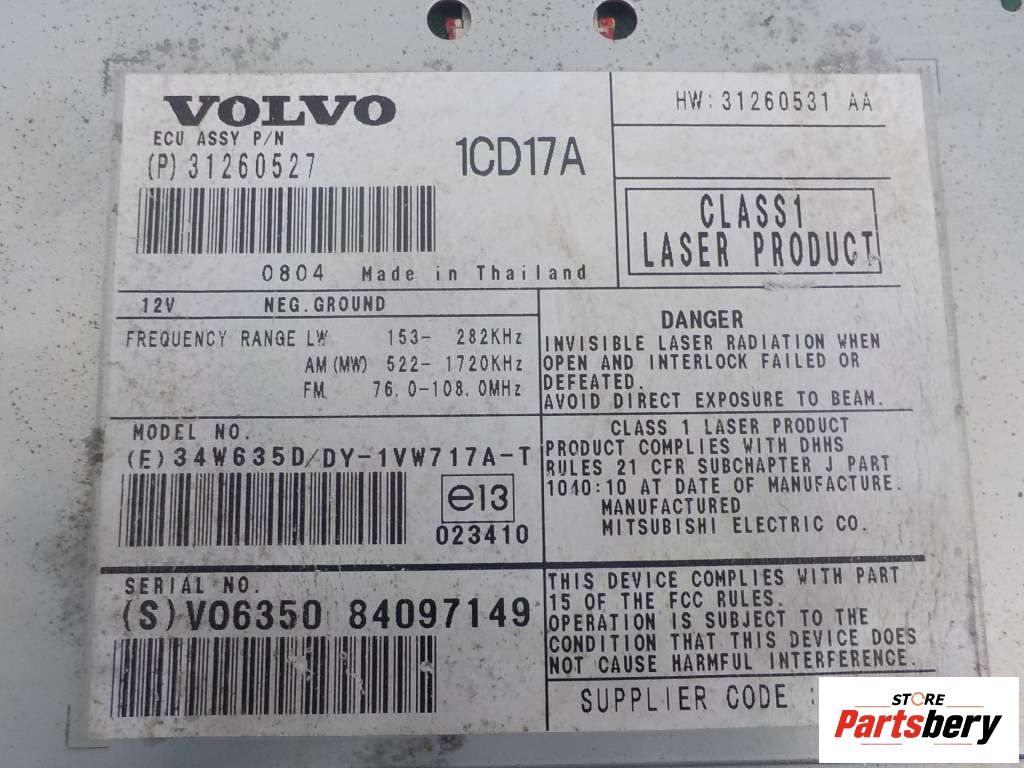 VOLVO
ECU ASSY P/N
(P) 31260527
1CD17A
0804 Made in Thailand
HW: 31260531 AA
CLASS1
LASER PRODUCT
12V NEG. GROUND
FREQUENCY RANGE LW 153- 282KHz
AM (MW) 522-1720KHz
FM 76.0-108.0MHz
DANGER
INVISIBLE LASER RADIATION WHEN
OPEN AND INTERLOCK FAILED OR
DEFEATED.
AVOID DIRECT EXPOSURE TO BEAM.
MODEL NO.
(E) 34W635D/DY-1VW717A-T
e13
023410
CLASS 1 LASER PRODUCT
PRODUCT COMPLIES WITH DHHS
RULES 21 CFR SUBCHAPTER J PART
1040:10 AT DATE OF MANUFACTURE.
MANUFACTURED
MITSUBISHI ELECTRIC CO.
SERIAL NO.
(S) V06350 84097149
THIS DEVICE COMPLIES WITH PART
15 OF THE FCC RULES.
OPERATION IS SUBJECT TO THE
CONDITION THAT THIS DEVICE DOES
NOT CAUSE HARMFUL INTERFERENCE.
SUPPLIER CODE :
STORE
Partsbery